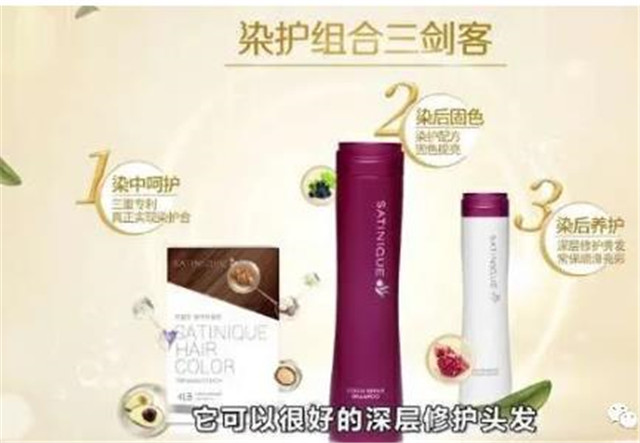 染护组合三剑客
1
染中呵护
三重专利
真正实现染护合
2
染后固色
染护配方
固色提亮
3
染后养护
深层修护黄发
常保顺滑亮彩
SATINIQUE
SATINIQUE
HAIR
COLOR
SATINIQUE
SHAMPOO
SATINIQUE
它可以很好的深层修护头发